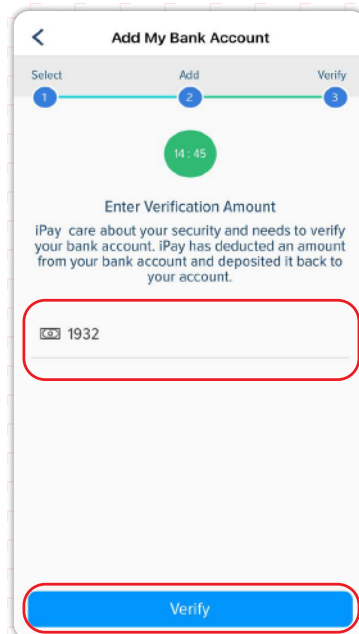 Add My Bank Account
Select Add Verify
1 2 3
14 : 45
Enter Verification Amount
iPay care about your security and needs to verify
your bank account. iPay has deducted an amount
from your bank account and deposited it back to
your account.
1932
Verify